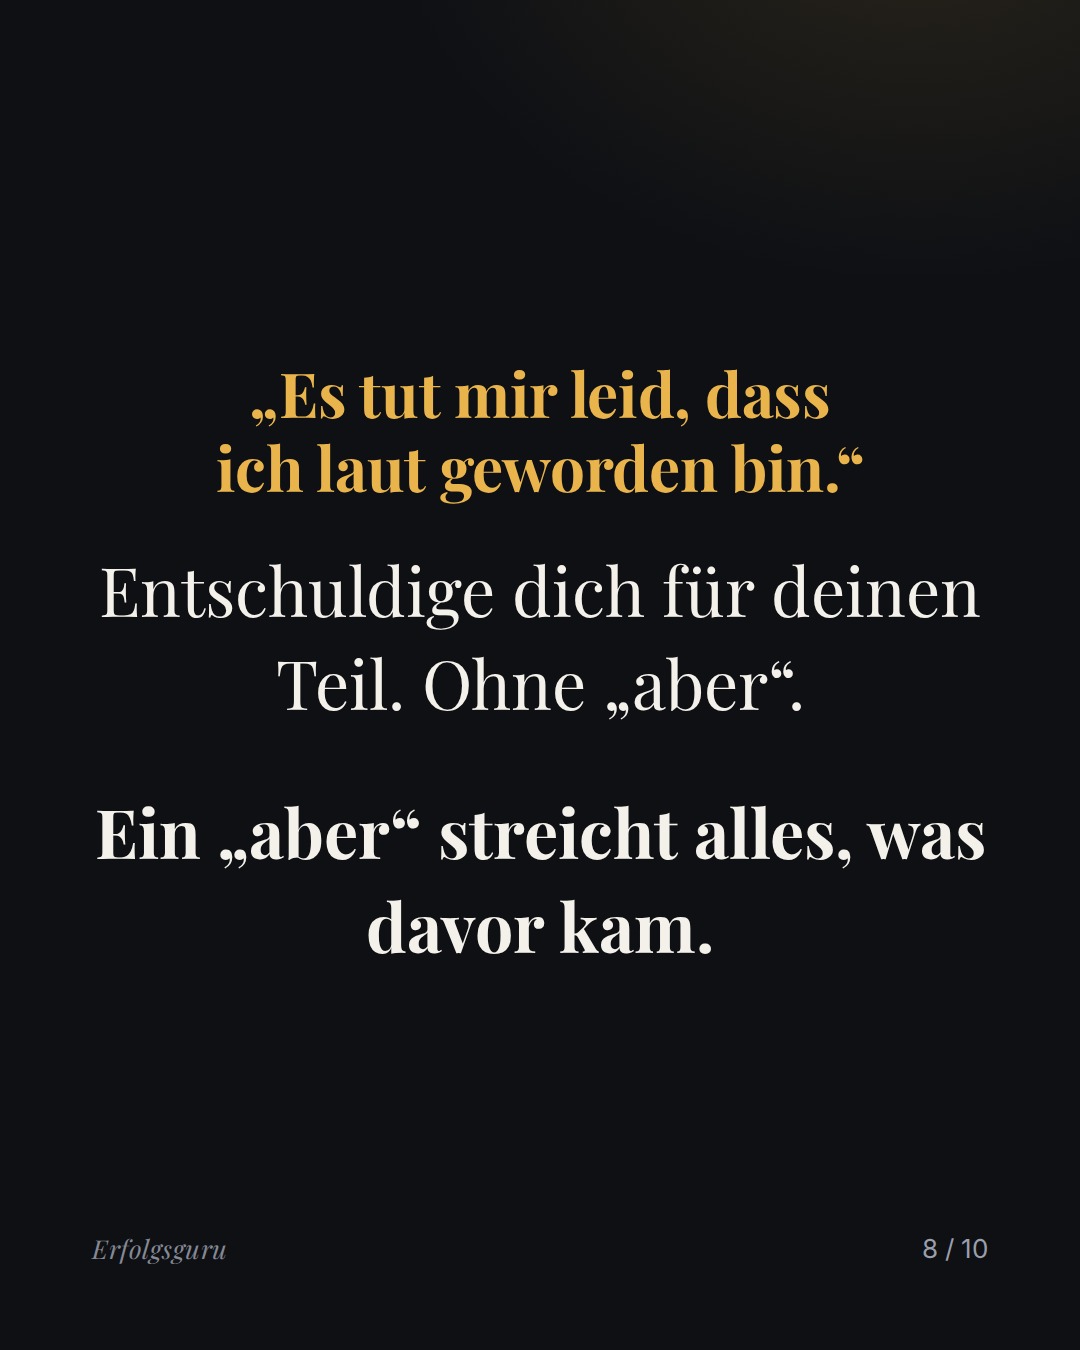 „Es tut mir leid, dass
ich laut geworden bin.“
Entschuldige dich für deinen
Teil. Ohne „aber“.
Ein „aber“ streicht alles, was
davor kam.
Erfolgsguru
8 / 10